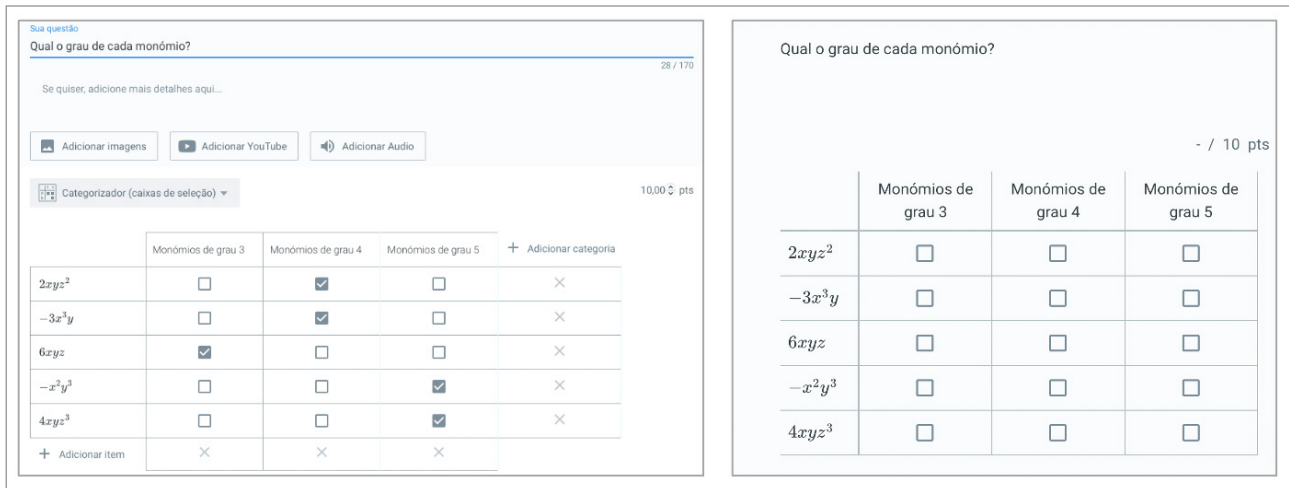 Sua questão
Qual o grau de cada monómio?
28 / 170
Se quiser, adicione mais detalhes aqui...
Adicionar imagens Adicionar YouTube Adicionar Audio
Categorizador (caixas de seleção) 10,00 pts
Monómios de grau 3 Monómios de grau 4 Monómios de grau 5 + Adicionar categoria
2xyz²
−3x³y
6xyz
−x²y³
4xyz³
+ Adicionar item
Qual o grau de cada monómio?
- / 10 pts
Monómios de grau 3 Monómios de grau 4 Monómios de grau 5
2xyz²
−3x³y
6xyz
−x²y³
4xyz³